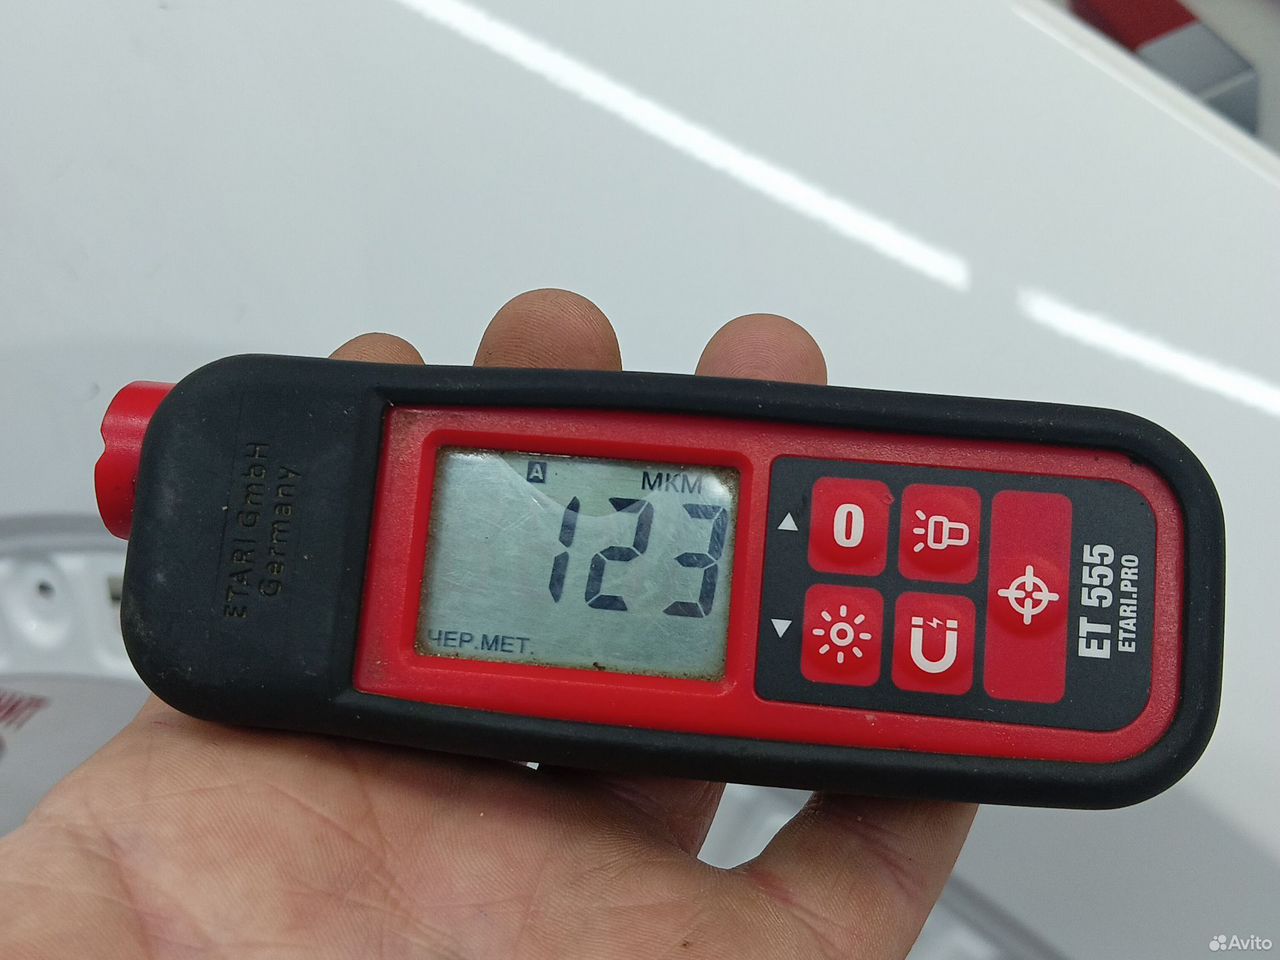 ETARI GmbH
Germany
A
МКМ
123
ЧЕР.МЕТ.
0
ET 555
ETARI.PRO
Avito